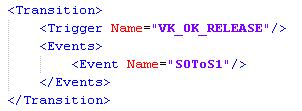 <Transition>
<Trigger Name="VK_OK_RELEASE"/>
<Events>
<Event Name="S0ToS1"/>
</Events>
</Transition>